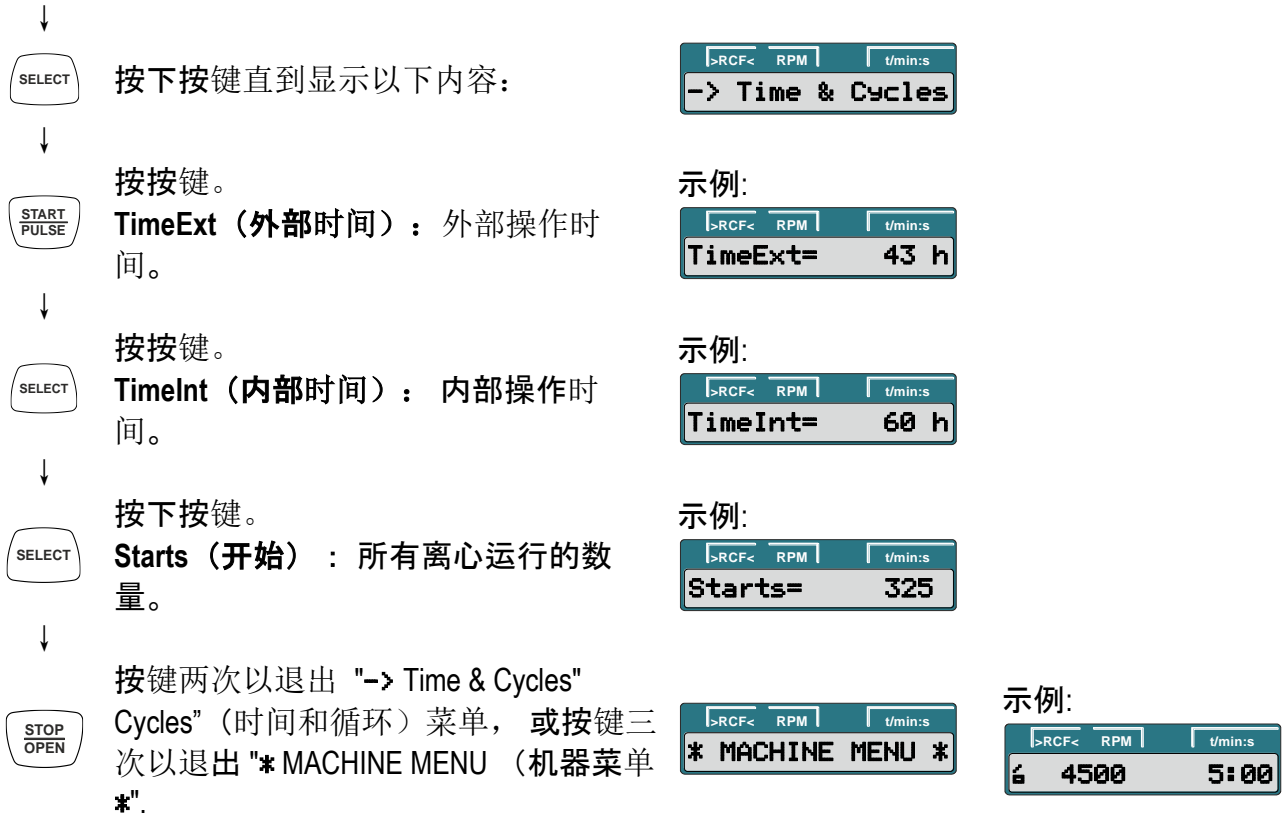 ↓
SELECT
按下按键直到显示以下内容：
>RCF< RPM t/min:s
-> Time & Cycles
↓
START
PULSE
按按键。
TimeExt（外部时间）：外部操作时
间。
示例:
>RCF< RPM t/min:s
TimeExt= 43 h
↓
SELECT
按按键。
TimeInt（内部时间）： 内部操作时
间。
示例:
>RCF< RPM t/min:s
TimeInt= 60 h
↓
SELECT
按下按键。
Starts（开始）：所有离心运行的数
量。
示例:
>RCF< RPM t/min:s
Starts= 325
↓
STOP
OPEN
按键两次以退出 "-> Time & Cycles"
Cycles”（时间和循环）菜单， 或按键三
次以退出 "* MACHINE MENU （机器菜单
*".
>RCF< RPM t/min:s
* MACHINE MENU *
示例:
>RCF< RPM t/min:s
4500 5:00